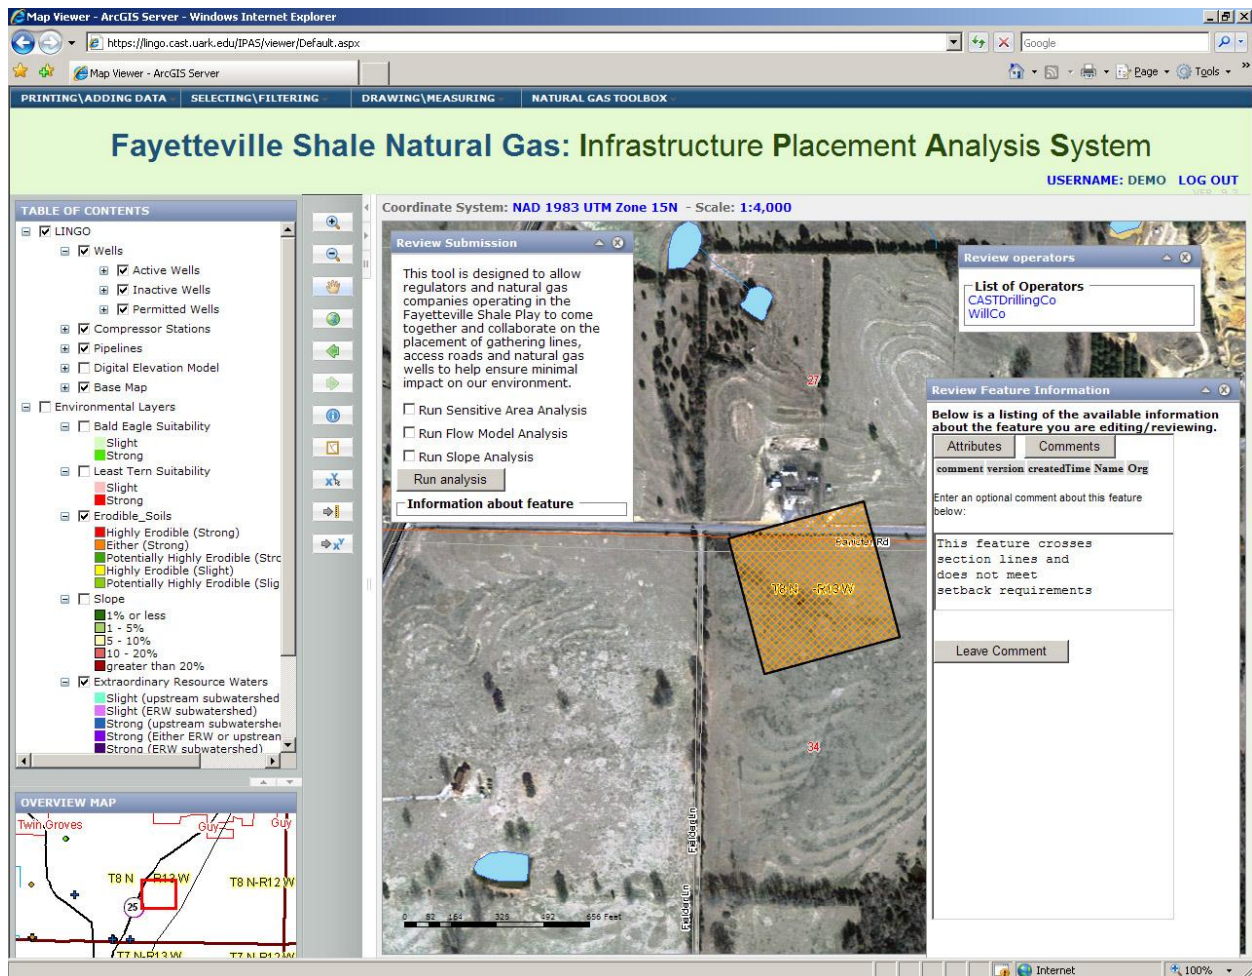 Map Viewer - ArcGIS Server - Windows Internet Explorer
https://lingo.cast.uark.edu/IPAS/viewer/Default.aspx
Google
Map Viewer - ArcGIS Server
Page
Tools
PRINTING\ADDING DATA
SELECTING\FILTERING
DRAWING\MEASURING
NATURAL GAS TOOLBOX
Fayetteville Shale Natural Gas: Infrastructure Placement Analysis System
USERNAME: DEMO LOG OUT
TABLE OF CONTENTS
LINGO
Wells
Active Wells
Inactive Wells
Permitted Wells
Compressor Stations
Pipelines
Digital Elevation Model
Base Map
Environmental Layers
Bald Eagle Suitability
Slight
Strong
Least Tern Suitability
Slight
Strong
Erodible_Soils
Highly Erodible (Strong)
Either (Strong)
Potentially Highly Erodible (Stro
Highly Erodible (Slight)
Potentially Highly Erodible (Slig
Slope
1% or less
1 - 5%
5 - 10%
10 - 20%
greater than 20%
Extraordinary Resource Waters
Slight (upstream subwatershed
Slight (ERW subwatershed)
Strong (upstream subwatershe
Strong (Either ERW or upstrean
Strong (ERW subwatershed)
OVERVIEW MAP
Twin Groves
Guy
Guy
T8 N
R13 W
T8 N-R12 W
25
T7 N-R13 W
T7 N-R12 W
Coordinate System: NAD 1983 UTM Zone 15N - Scale: 1:4,000
Review Submission
This tool is designed to allow
regulators and natural gas
companies operating in the
Fayetteville Shale Play to come
together and collaborate on the
placement of gathering lines,
access roads and natural gas
wells to help ensure minimal
impact on our environment.
Run Sensitive Area Analysis
Run Flow Model Analysis
Run Slope Analysis
Run analysis
Information about feature
Review operators
List of Operators
CASTDrillingCo
WillCo
27
T8 N -R13 W
34
Fielder Ln
Fielder Ln
0 82 164 328 492 656 Feet
Review Feature Information
Below is a listing of the available information
about the feature you are editing/reviewing.
Attributes
Comments
comment version createdTime Name Org
Enter an optional comment about this feature
below:
This feature crosses
section lines and
does not meet
setback requirements
Leave Comment
Internet
100%